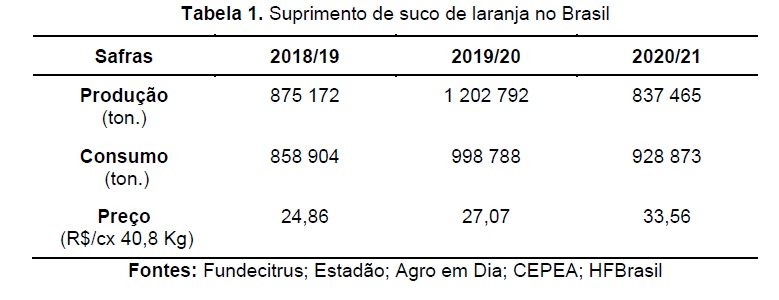 Tabela 1. Suprimento de suco de laranja no Brasil
Safras 2018/19 2019/20 2020/21
Produção 875 172 1 202 792 837 465
(ton.)
Consumo 858 904 998 788 928 873
(ton.)
Preço 24,86 27,07 33,56
(R$/cx 40,8 Kg)
Fontes: Fundecitrus; Estadão; Agro em Dia; CEPEA; HFBrasil